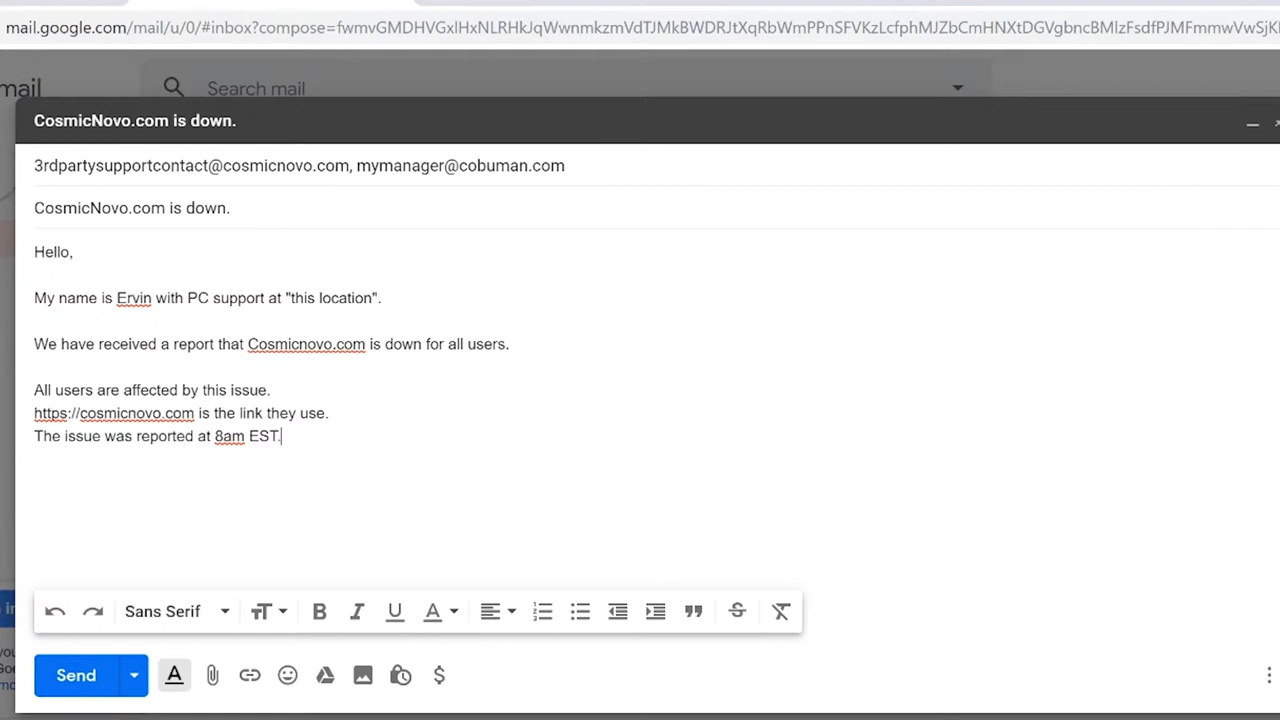 mail.google.com/mail/u/0/#inbox?compose=fwmvGMDHVGxlHxNLRHkJqWwnmkzmVdTJMkBWDRJtXqRbWmPPnSFVKzLcfphMJZbCmHNXtDGVgbncBMlzFsdfPJMFmmwVwSjK
mail
Search mail
CosmicNovo.com is down.
3rdpartysupportcontact@cosmicnovo.com, mymanager@cobuman.com
CosmicNovo.com is down.
Hello,
My name is Ervin with PC support at "this location".
We have received a report that Cosmicnovo.com is down for all users.
All users are affected by this issue.
https://cosmicnovo.com is the link they use.
The issue was reported at 8am EST.
Sans Serif
Send